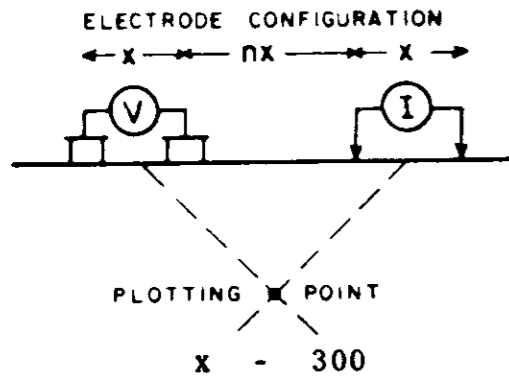 ELECTRODE CONFIGURATION
x nx x
V I
PLOTTING POINT
x - 300